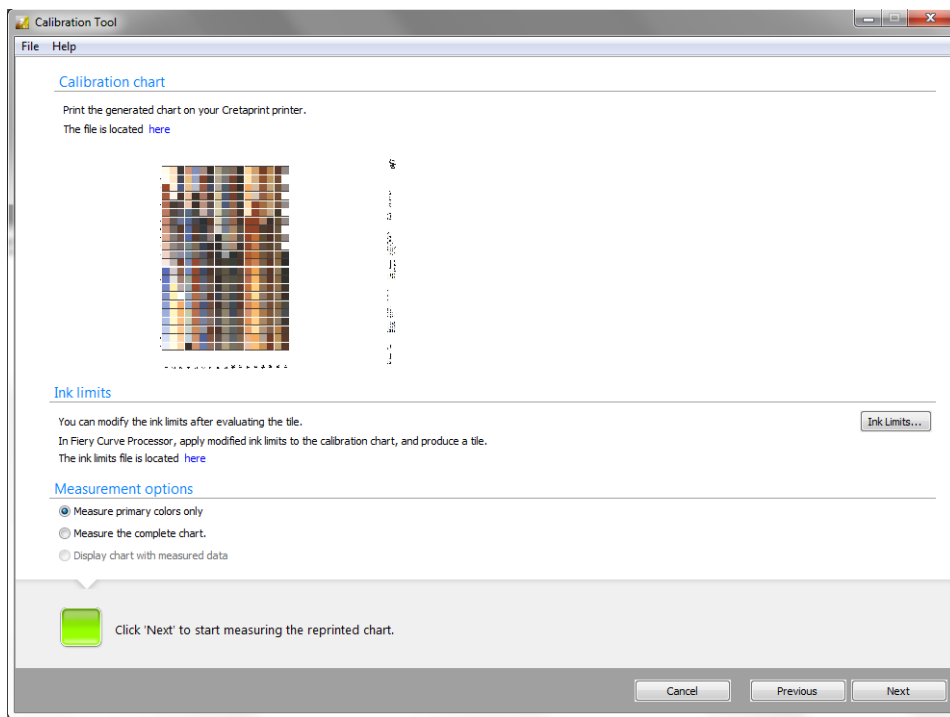 Calibration Tool
File Help
Calibration chart
Print the generated chart on your Cretaprint printer.
The file is located here
Ink limits
You can modify the ink limits after evaluating the tile.
Ink Limits...
In Fiery Curve Processor, apply modified ink limits to the calibration chart, and produce a tile.
The ink limits file is located here
Measurement options
Measure primary colors only
Measure the complete chart.
Display chart with measured data
Click 'Next' to start measuring the reprinted chart.
Cancel Previous Next